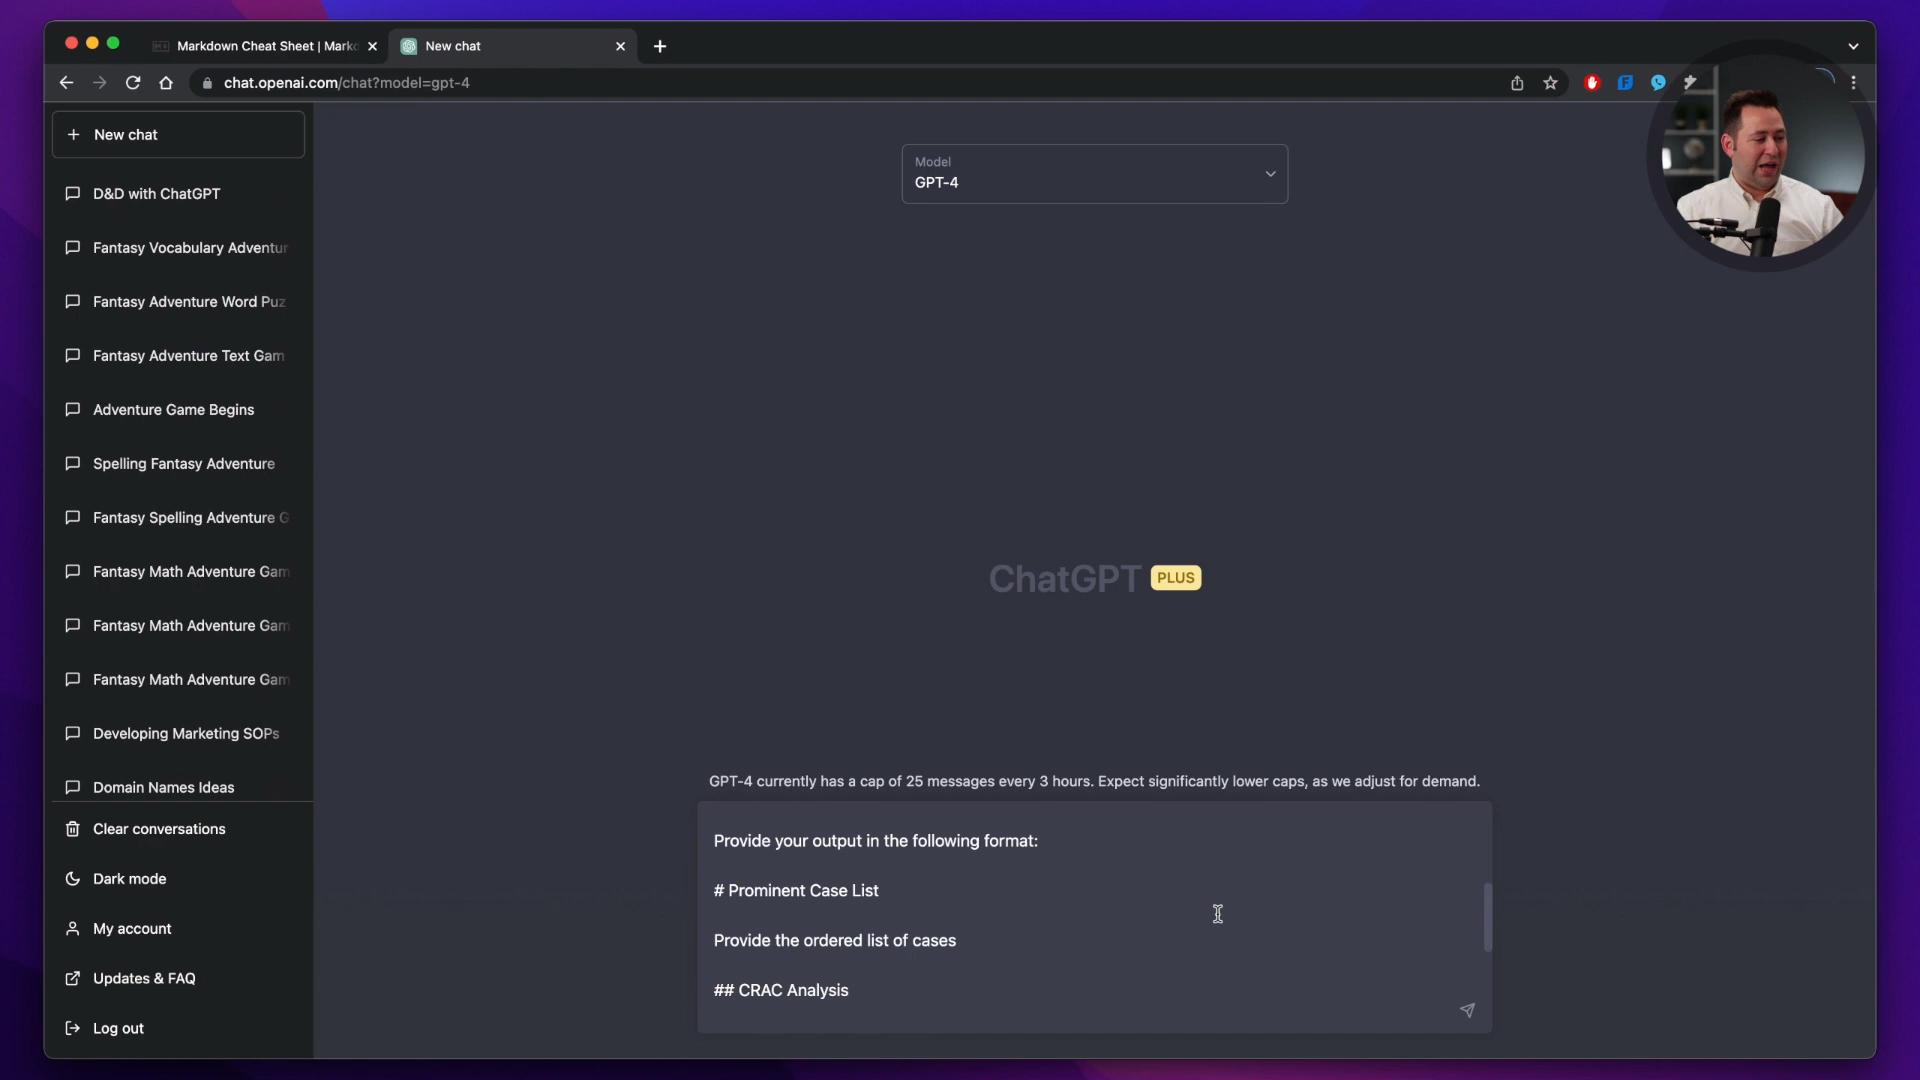 Markdown Cheat Sheet | Markd
New chat
chat.openai.com/chat?model=gpt-4
New chat
D&D with ChatGPT
Fantasy Vocabulary Adventur
Fantasy Adventure Word Puz
Fantasy Adventure Text Gam
Adventure Game Begins
Spelling Fantasy Adventure
Fantasy Spelling Adventure G
Fantasy Math Adventure Gam
Fantasy Math Adventure Gam
Fantasy Math Adventure Gam
Developing Marketing SOPs
Domain Names Ideas
Clear conversations
Dark mode
My account
Updates & FAQ
Log out
Model
GPT-4
ChatGPT PLUS
GPT-4 currently has a cap of 25 messages every 3 hours. Expect significantly lower caps, as we adjust for demand.
Provide your output in the following format:
# Prominent Case List
Provide the ordered list of cases
## CRAC Analysis